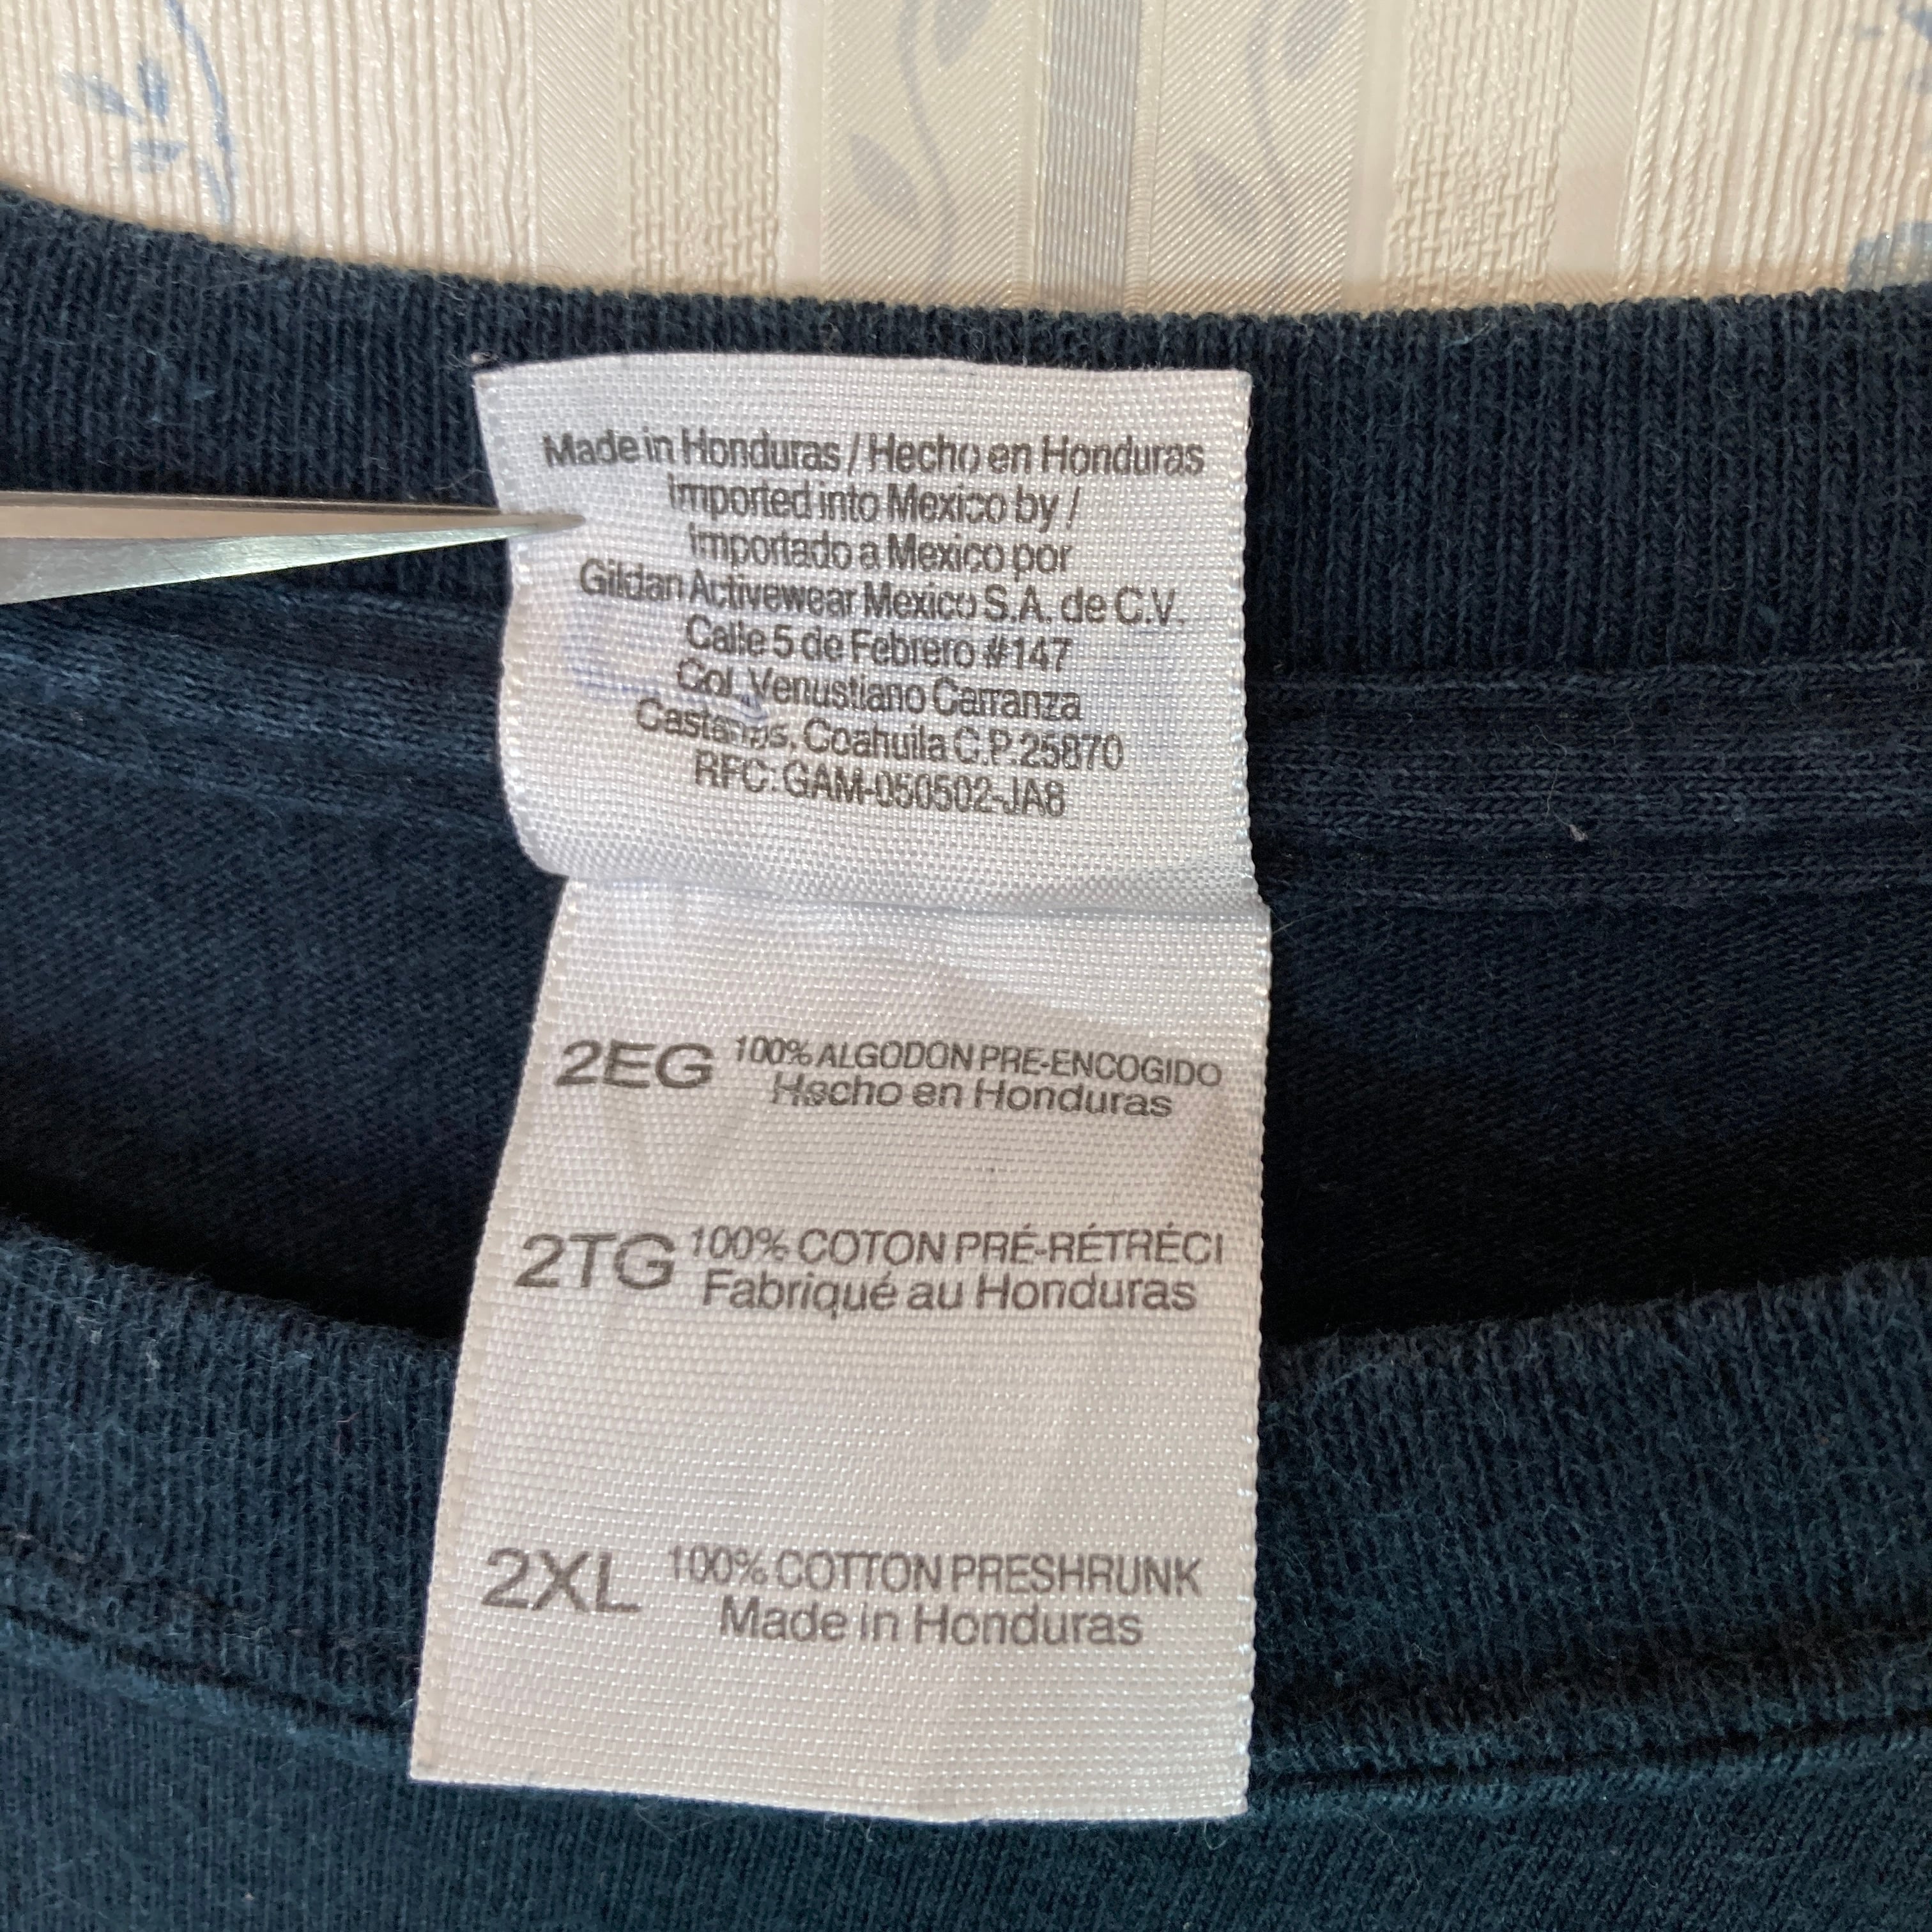 Made in Honduras / Hecho en Honduras
Imported into Mexico by /
Importado a Mexico por
Gildan Activewear Mexico S.A. de C.V.
Calle 5 de Febrero #147
Col. Venustiano Carranza
Castaños, Coahuila C.P. 25870
RFC: GAM-050502-JA8
2EG 100% ALGODON PRE-ENCOGIDO
Hecho en Honduras
2TG 100% COTON PRÉ-RÉTRÉCI
Fabriqué au Honduras
2XL 100% COTTON PRESHRUNK
Made in Honduras